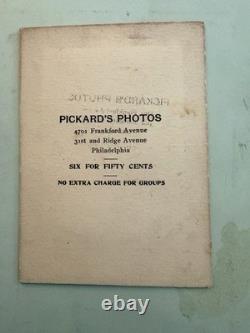 PICKARD'S PHOTOS
4701 Frankford Avenue
31st and Ridge Avenue
Philadelphia
SIX FOR FIFTY CENTS
NO EXTRA CHARGE FOR GROUPS